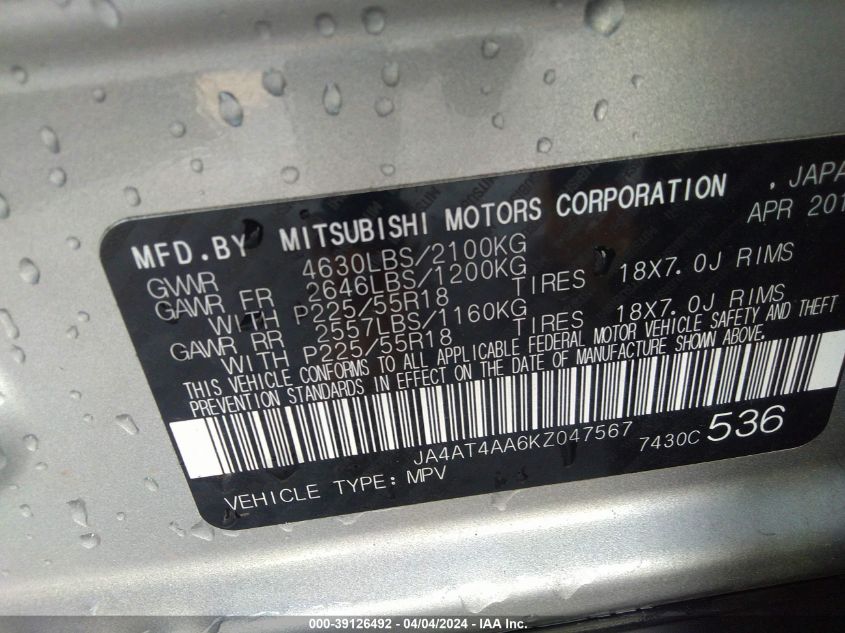 MFD.BY MITSUBISHI MOTORS CORPORATION , JAPA
APR 201
GVWR 4630LBS/2100KG
GAWR FR 2646LBS/1200KG
WITH P225/55R18 TIRES 18X7.0J RIMS
GAWR RR 2557LBS/1160KG
WITH P225/55R18 TIRES 18X7.0J RIMS
THIS VEHICLE CONFORMS TO ALL APPLICABLE FEDERAL MOTOR VEHICLE SAFETY AND THEFT
PREVENTION STANDARDS IN EFFECT ON THE DATE OF MANUFACTURE SHOWN ABOVE.
JA4AT4AA6KZ047567 7430C 536
VEHICLE TYPE: MPV
000-39126492 - 04/04/2024 - IAA Inc.